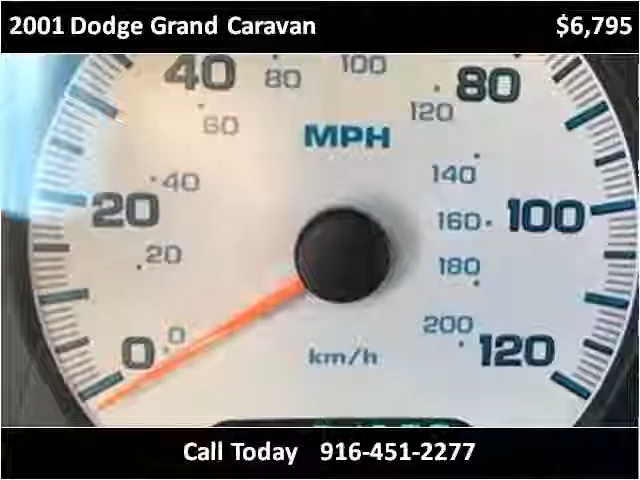 2001 Dodge Grand Caravan $6,795
40 80 100 80
60 120
MPH
40 140
20 160 100
20 180
0 0 200 120
km/h
Call Today 916-451-2277